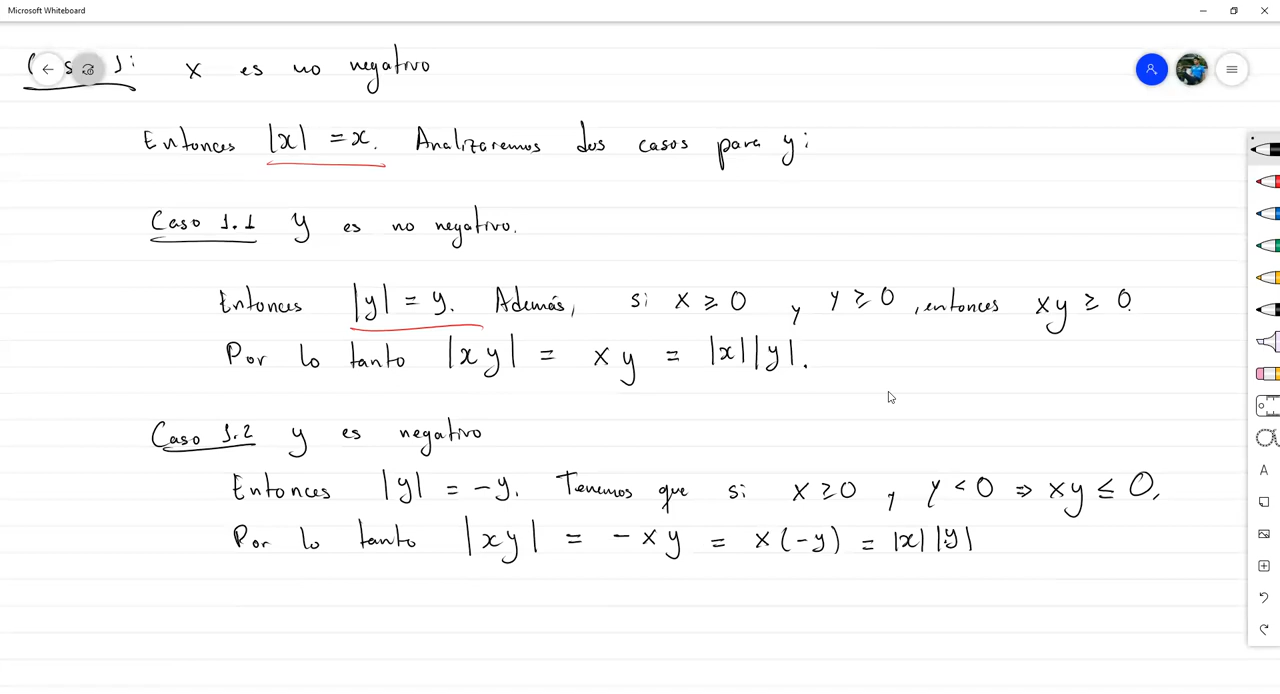 Microsoft Whiteboard
1: x es no negativo
Entonces |x| = x. Analizaremos dos casos para y:
Caso 1.1 y es no negativo.
Entonces |y| = y. Además, si x ≥ 0 y y ≥ 0, entonces xy ≥ 0.
Por lo tanto |xy| = xy = |x||y|.
Caso 1.2 y es negativo
Entonces |y| = -y. Tenemos que si x ≥ 0 y y < 0 ⇒ xy ≤ 0.
Por lo tanto |xy| = -xy = x(-y) = |x||y|
A